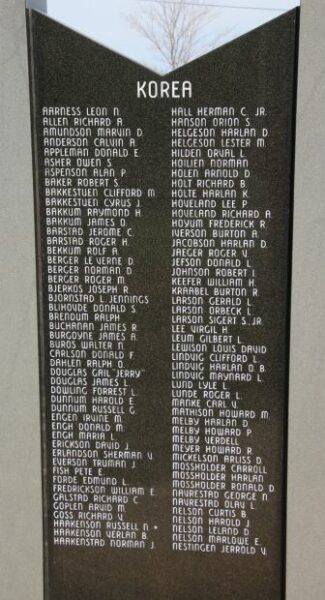 KOREA
AARNESS LEON N.
ALLEN RICHARD A.
AMUNDSON MARVIN D.
ANDERSON CALVIN A.
APPLEMAN DONALD E.
ASHER OWEN S.
ASPENSON ALAN P.
BAKER ROBERT S.
BAKKESTUEN CLIFFORD M.
BAKKESTUEN CYRUS J.
BAKKUM RAYMOND H.
BAKKUM JAMES O.
BARSTAD JEROME C.
BARSTAD ROGER H.
BEKKUM ROLF A.
BERGER LE VERNE D.
BERGER NORMAN D.
BERGER ROGER M.
BJERKOS JOSEPH R.
BJORNSTAD L JENNINGS
BLIHOVDE DONALD S.
BRENDUM RALPH
BUCHANAN JAMES R.
BURGOYNE JAMES A.
BUROS WALTER N.
CARLSON DONALD F.
DAHLEN RALPH O.
DOUGLAS GAIL "JERRY"
DOUGLAS JAMES L.
DOWLING FORREST L.
DUNNUM HAROLD E.
DUNNUM RUSSELL G.
ENGEN IRVINE M.
ENGH DONALD M.
ENGH MARIA L.
ERICKSON DAVID J.
ERLANDSON SHERMAN V.
EVERSON TRUMAN J.
FISH PETE E.
FORDE EDMUND L.
FREDRICKSON WILLIAM E.
GALSTAD RICHARD C.
GOPLEN ARVID M.
GOSS RICHARD V.
HAAKENSON RUSSELL N. *
HAAKENSON VERLAN B.
HAAKENSTAD NORMAN J.
HALL HERMAN C. JR.
HANSON ORION S.
HELGESON HARLAN D.
HELGESON LESTER M.
HILDEN ORVAL L.
HOILIEN NORMAN
HOLEN ARNOLD D.
HOLT RICHARD B.
HOLTE HARLAN K.
HOVELAND LEE P.
HOVELAND RICHARD A.
HOVUM FREDERICK R.
IVERSON BURTON A.
JACOBSON HARLAN D.
JAEGER ROGER V.
JEFSON DONALD L.
JOHNSON ROBERT I.
KEEFER WILLIAM H.
KRAABEL BURTON R.
LARSON GERALD L.
LARSON ORBECK L.
LARSON SIGERT S. JR.
LEE VIRGIL H.
LEUM GILBERT L.
LEWISON LOUIS DAVID
LINDVIG CLIFFORD L.
LINDVIG HARLAN O. B.
LINDVIG MAYNARD L.
LUND LYLE L.
LUNDE ROGER L.
MANKE CARL V.
MATHISON HOWARD M.
MELBY HARLAN D.
MELBY HOWARD P.
MELBY VERDELL
MEYER HOWARD R.
MICKELSON ARLISS D.
MOSSHOLDER CARROLL
MOSSHOLDER HARLAN
MOSSHOLDER RONALD D.
NAVRESTAD GEORGE N.
NAVRESTAD OLAV L.
NELSON CURTIS B.
NELSON HAROLD J.
NELSON LELAND D.
NELSON MARLOWE E.
NESTINGEN JERROLD V.